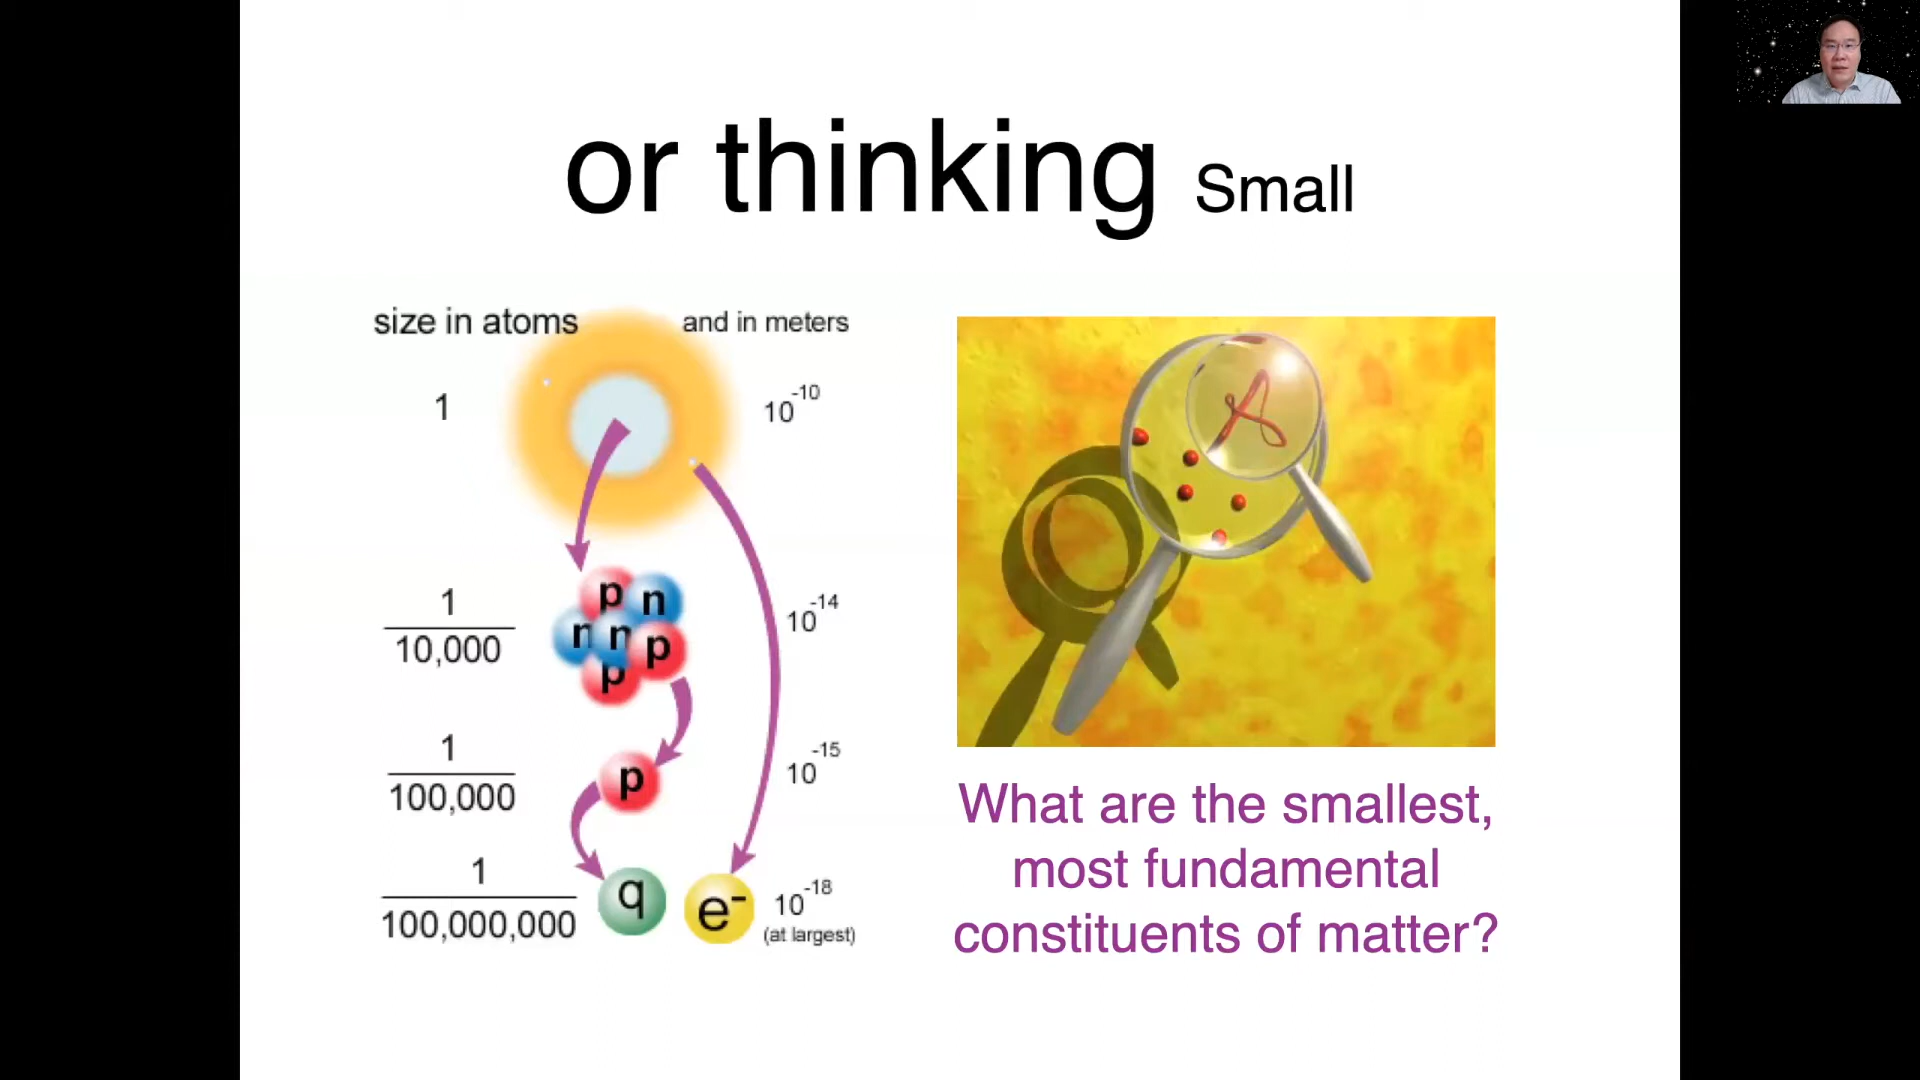 or thinking Small
size in atoms and in meters
1 10^-10
p n
n n p
p
1/10,000 10^-14
1/100,000 p 10^-15
1/100,000,000 q e^- 10^-18
(at largest)
What are the smallest,
most fundamental
constituents of matter?